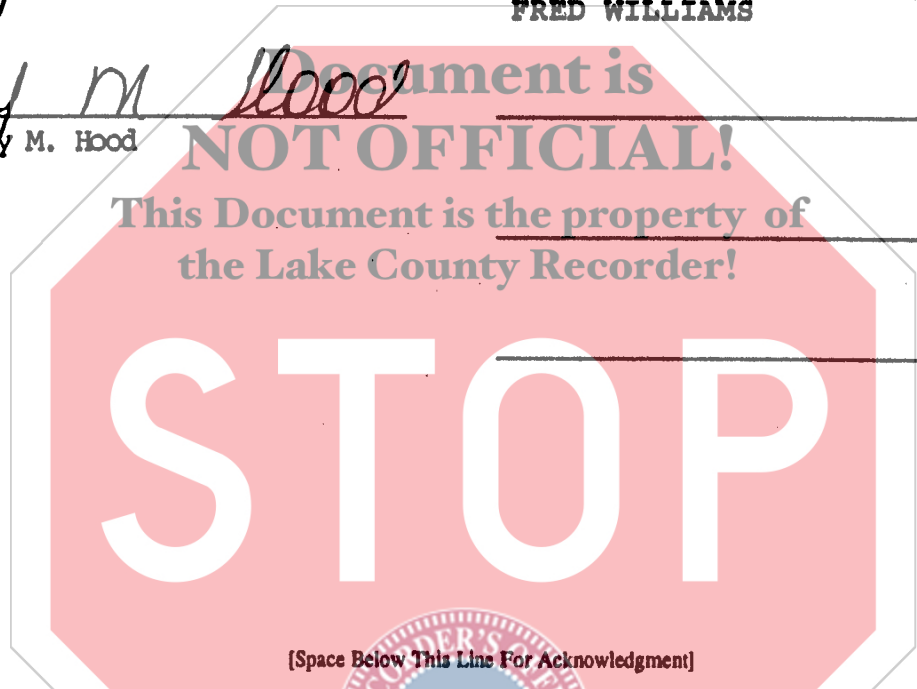 FRED WILLIAMS
M Hood
M. Hood
Document is
NOT OFFICIAL!
This Document is the property of
the Lake County Recorder!
STOP
[Space Below This Line For Acknowledgment]